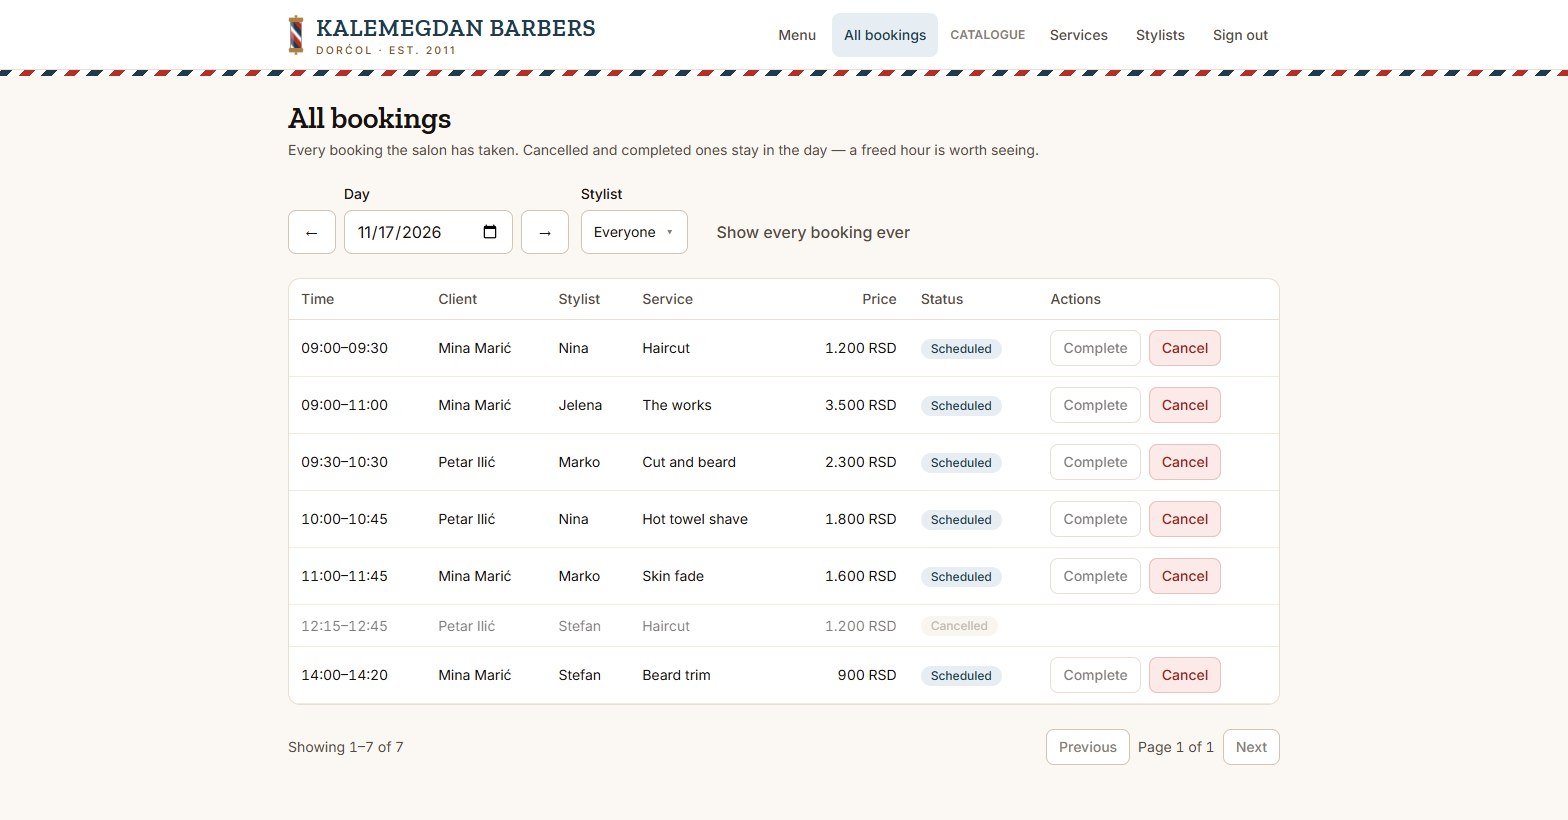 KALEMEGDAN BARBERS
DORĆOL · EST. 2011
Menu All bookings CATALOGUE Services Stylists Sign out
All bookings
Every booking the salon has taken. Cancelled and completed ones stay in the day — a freed hour is worth seeing.
Day Stylist
← 11/17/2026 → Everyone Show every booking ever
Time Client Stylist Service Price Status Actions
09:00–09:30 Mina Marić Nina Haircut 1.200 RSD Scheduled Complete Cancel
09:00–11:00 Mina Marić Jelena The works 3.500 RSD Scheduled Complete Cancel
09:30–10:30 Petar Ilić Marko Cut and beard 2.300 RSD Scheduled Complete Cancel
10:00–10:45 Petar Ilić Nina Hot towel shave 1.800 RSD Scheduled Complete Cancel
11:00–11:45 Mina Marić Marko Skin fade 1.600 RSD Scheduled Complete Cancel
12:15–12:45 Petar Ilić Stefan Haircut 1.200 RSD Cancelled
14:00–14:20 Mina Marić Stefan Beard trim 900 RSD Scheduled Complete Cancel
Showing 1–7 of 7 Previous Page 1 of 1 Next